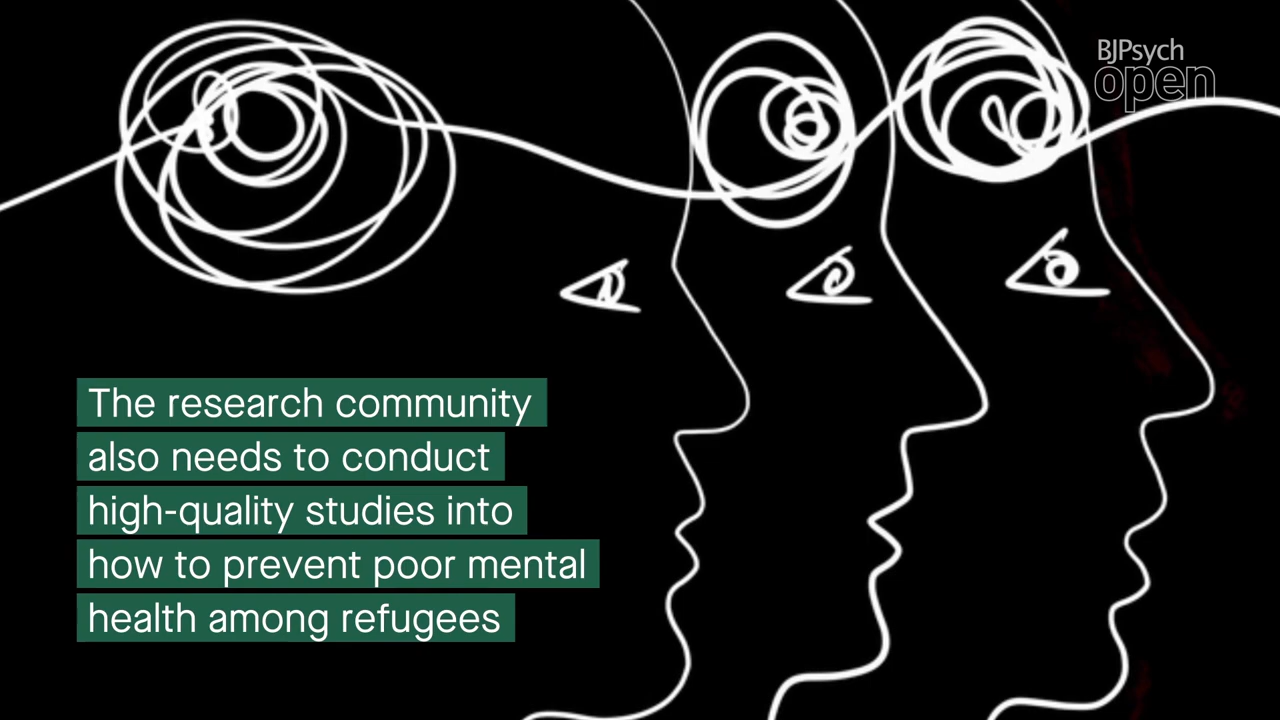 BJPsych
open
The research community
also needs to conduct
high-quality studies into
how to prevent poor mental
health among refugees